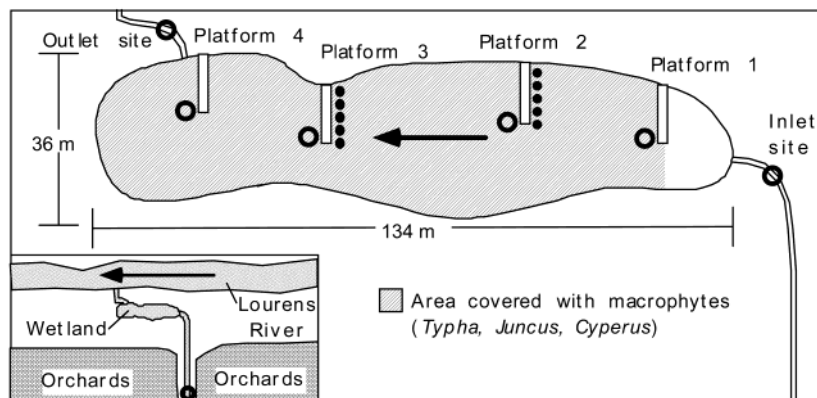 Outlet site
Platform 4
Platform 3
Platform 2
Platform 1
Inlet
site
36 m
134 m
Area covered with macrophytes
(Typha, Juncus, Cyperus)
Lourens
River
Wetland
Orchards
Orchards